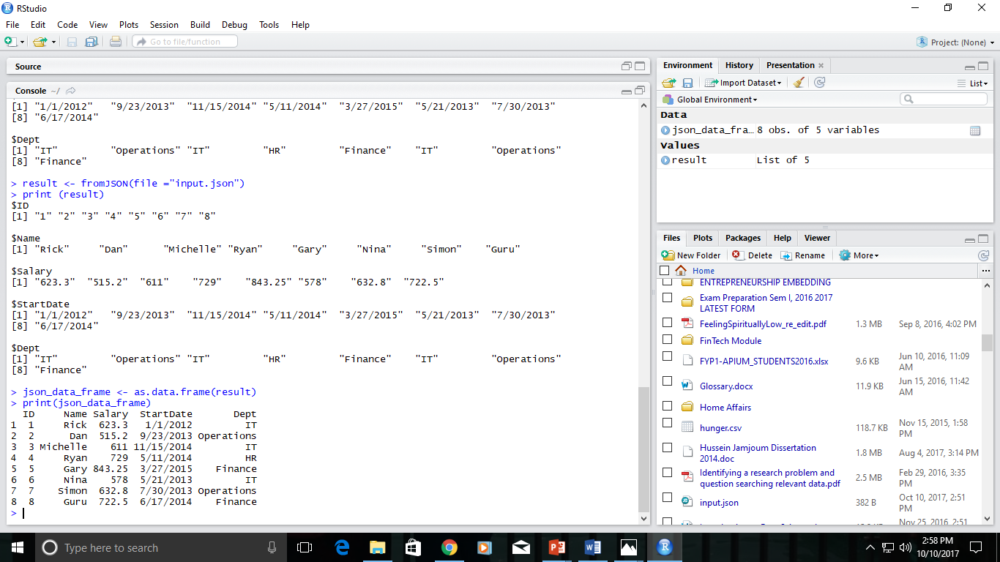 RStudio
File Edit Code View Plots Session Build Debug Tools Help
Go to file/function
Project: (None)
Source
Console ~/
[1] "1/1/2012"   "9/23/2013"  "11/15/2014" "5/11/2014"  "3/27/2015"  "5/21/2013"  "7/30/2013"
[8] "6/17/2014"
$Dept
[1] "IT"         "Operations" "IT"         "HR"         "Finance"    "IT"         "Operations"
[8] "Finance"
> result <- fromJSON(file ="input.json")
> print (result)
$ID
[1] "1" "2" "3" "4" "5" "6" "7" "8"
$Name
[1] "Rick"     "Dan"      "Michelle" "Ryan"     "Gary"     "Nina"     "Simon"    "Guru"
$Salary
[1] "623.3"  "515.2"  "611"    "729"    "843.25" "578"    "632.8"  "722.5"
$StartDate
[1] "1/1/2012"   "9/23/2013"  "11/15/2014" "5/11/2014"  "3/27/2015"  "5/21/2013"  "7/30/2013"
[8] "6/17/2014"
$Dept
[1] "IT"         "Operations" "IT"         "HR"         "Finance"    "IT"         "Operations"
[8] "Finance"
> json_data_frame <- as.data.frame(result)
> print(json_data_frame)
  ID     Name Salary  StartDate       Dept
1  1     Rick  623.3   1/1/2012         IT
2  2      Dan  515.2  9/23/2013 Operations
3  3 Michelle    611 11/15/2014         IT
4  4     Ryan    729  5/11/2014         HR
5  5     Gary 843.25  3/27/2015    Finance
6  6     Nina    578  5/21/2013         IT
7  7    Simon  632.8  7/30/2013 Operations
8  8     Guru  722.5  6/17/2014    Finance
>
Environment History Presentation
Import Dataset List
Global Environment
Data
json_data_fra… 8 obs. of 5 variables
Values
result List of 5
Files Plots Packages Help Viewer
New Folder Delete Rename More
Home
ENTREPRENEURSHIP EMBEDDING
Exam Preparation Sem I, 2016 2017
LATEST FORM
FeelingSpirituallyLow_re_edit.pdf 1.3 MB Sep 8, 2016, 4:02 PM
FinTech Module
FYP1-APIUM_STUDENTS2016.xlsx 9.6 KB Jun 10, 2016, 11:09
AM
Glossary.docx 11.9 KB Jun 15, 2016, 11:42
AM
Home Affairs
hunger.csv 118.7 KB Nov 15, 2015, 1:58
PM
Hussein Jamjoum Dissertation
2014.doc 1.8 MB Aug 4, 2017, 3:14 PM
Identifying a research problem and
question searching relevant data.pdf 2.5 MB Feb 29, 2016, 3:35
PM
input.json 382 B Oct 10, 2017, 2:51
PM
Nov 25, 2016, 2:51
Type here to search
2:58 PM
10/10/2017